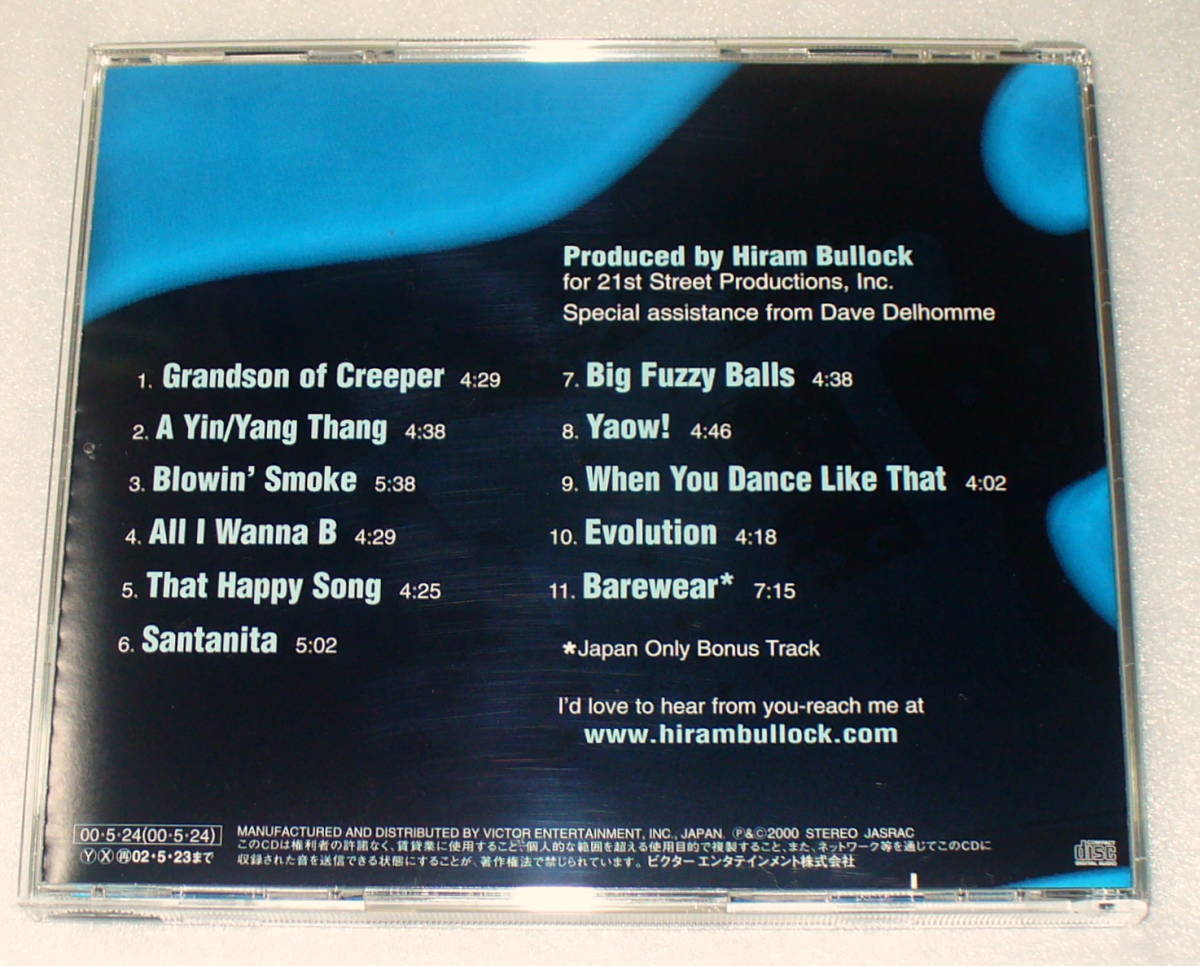 Produced by Hiram Bullock
for 21st Street Productions, Inc.
Special assistance from Dave Delhomme
1. Grandson of Creeper 4:29
2. A Yin/Yang Thang 4:38
3. Blowin' Smoke 5:38
4. All I Wanna B 4:29
5. That Happy Song 4:25
6. Santanita 5:02
7. Big Fuzzy Balls 4:38
8. Yaow! 4:46
9. When You Dance Like That 4:02
10. Evolution 4:18
11. Barewear* 7:15
*Japan Only Bonus Track
I'd love to hear from you-reach me at
www.hirambullock.com
00・5・24(00・5・24)
Ⓨ Ⓧ ㊞02・5・23まで
MANUFACTURED AND DISTRIBUTED BY VICTOR ENTERTAINMENT, INC., JAPAN. ℗&©2000 STEREO JASRAC
このCDは権利者の許諾なく、賃貸業に使用すること、個人的な範囲を超える使用目的で複製すること、また、ネットワーク等を通じてこのCDに
収録された音を送信できる状態にすることが、著作権法で禁じられています。ビクターエンタテインメント株式会社
disc
DIGITAL AUDIO